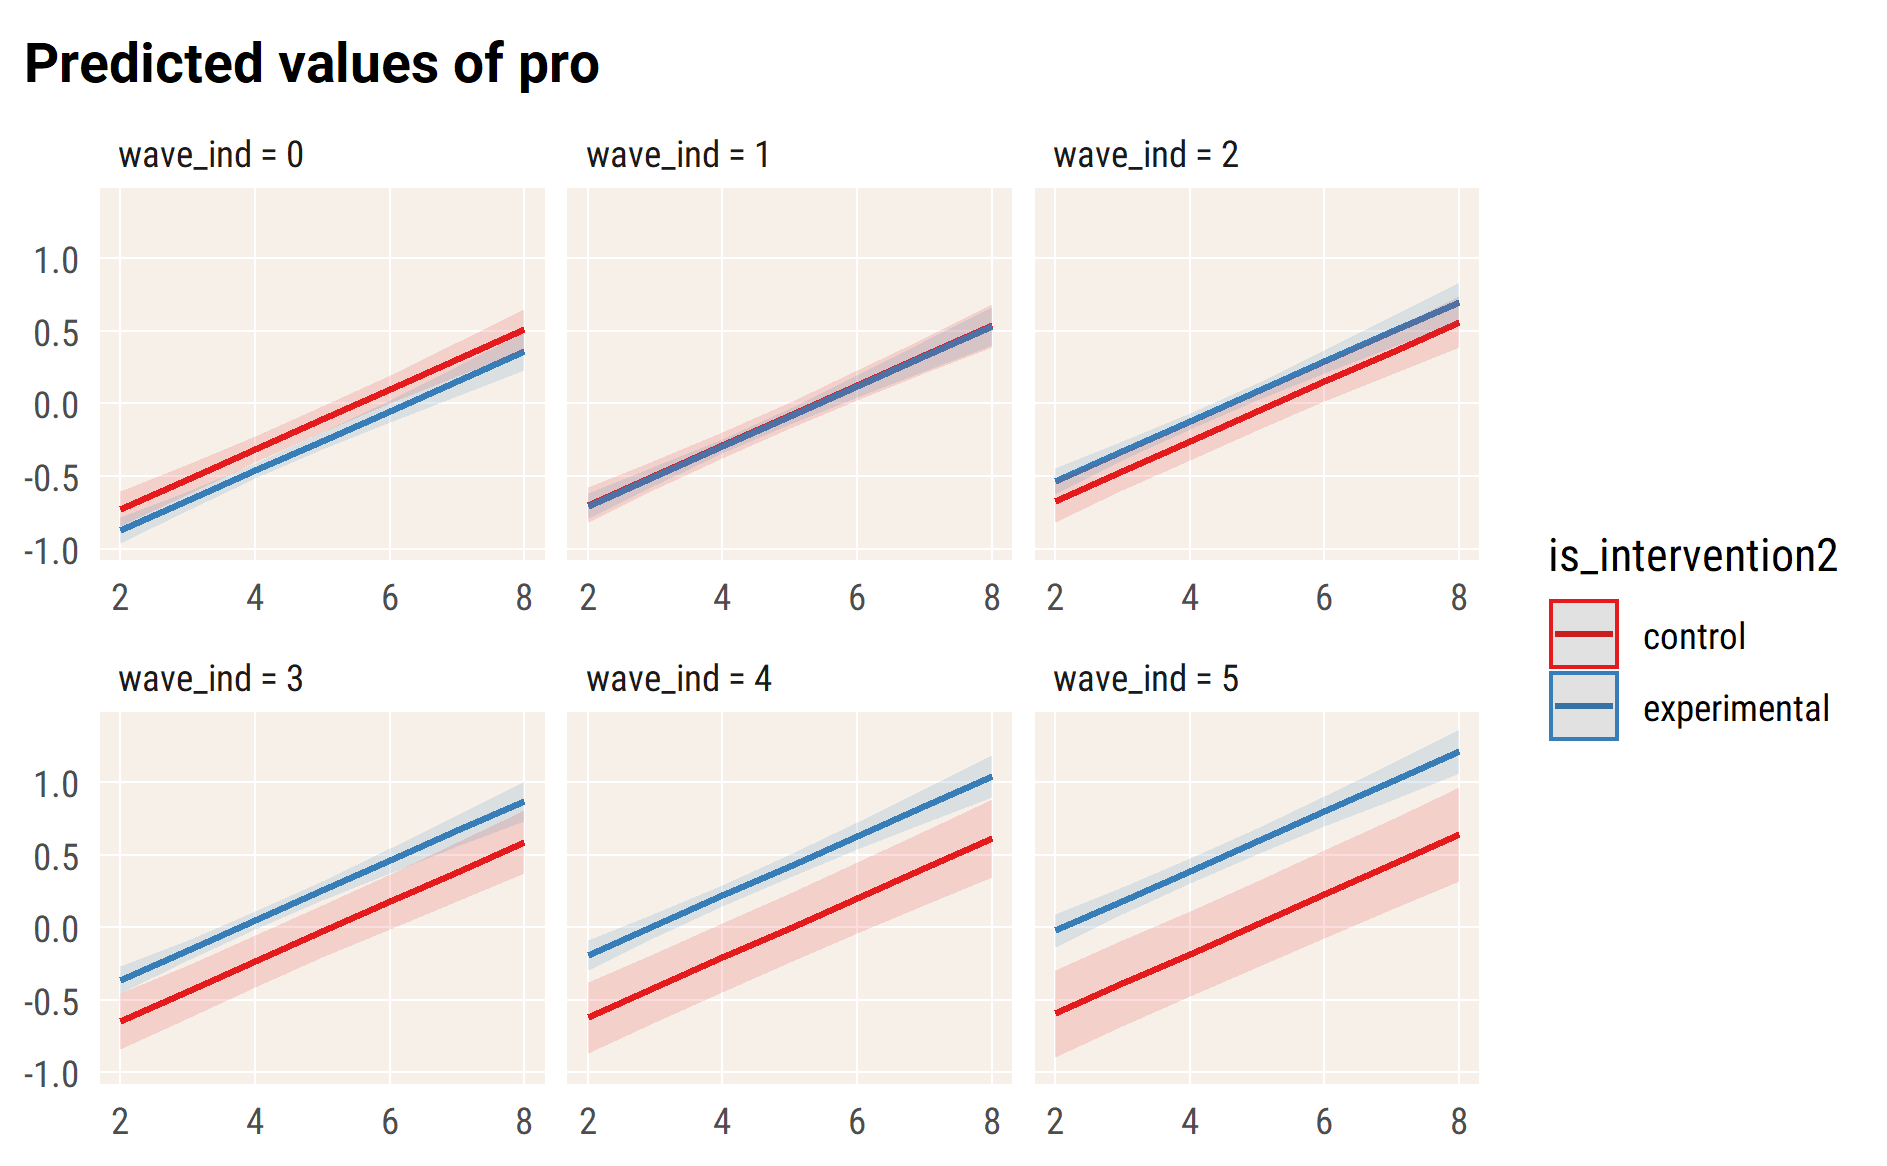 Predicted values of pro
wave_ind = 0
wave_ind = 1
wave_ind = 2
1.0
0.5
0.0
-0.5
-1.0
2 4 6 8
2 4 6 8
2 4 6 8
wave_ind = 3
wave_ind = 4
wave_ind = 5
1.0
0.5
0.0
-0.5
-1.0
2 4 6 8
2 4 6 8
2 4 6 8
is_intervention2
control
experimental